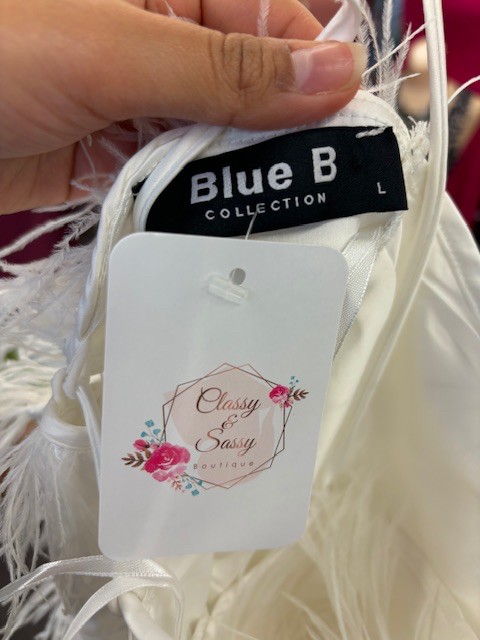 Blue B
COLLECTION
L
Classy
&
Sassy
Boutique